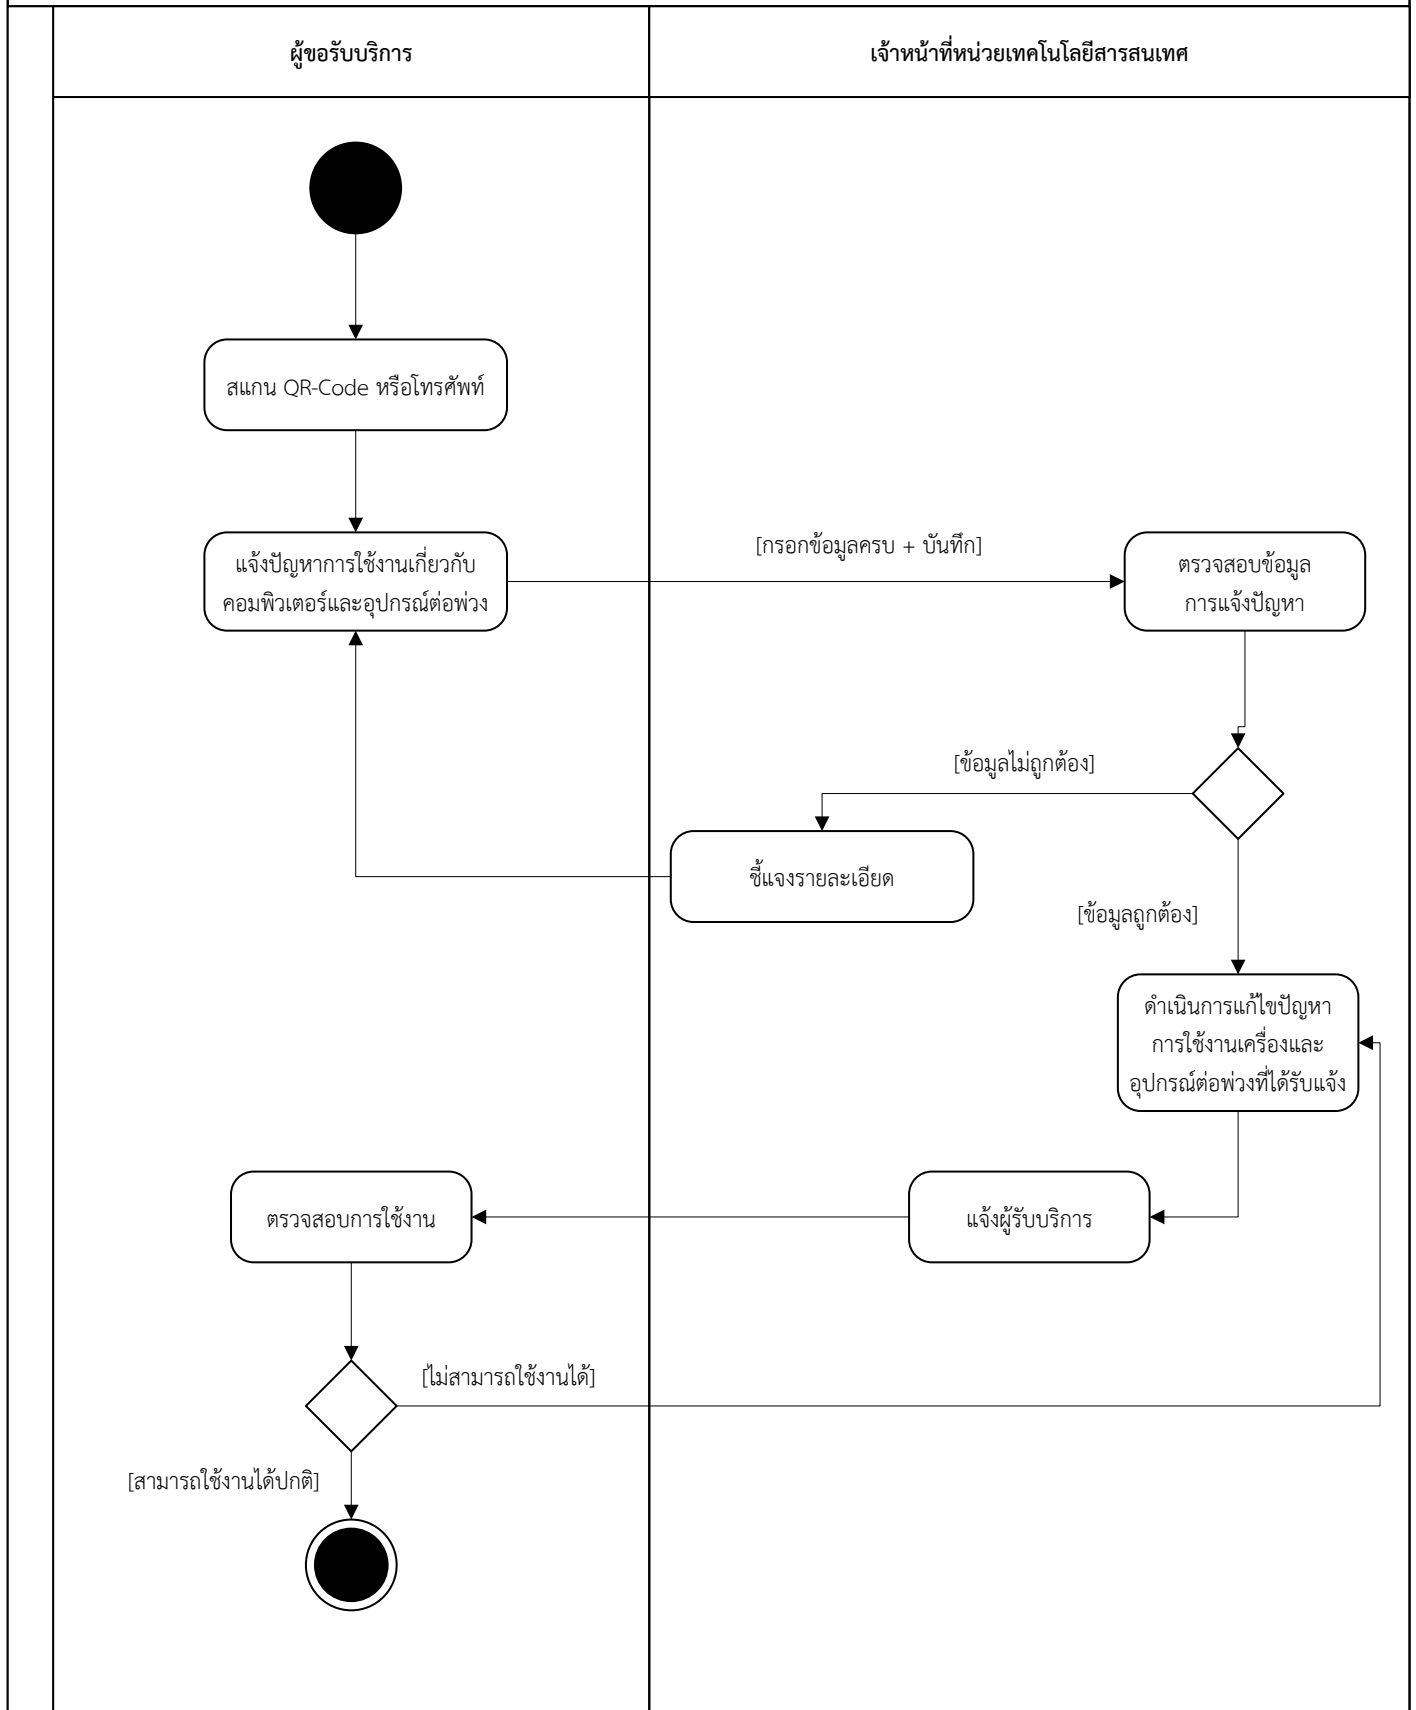 ผู้ขอรับบริการ
เจ้าหน้าที่หน่วยเทคโนโลยีสารสนเทศ
สแกน QR-Code หรือโทรศัพท์
แจ้งปัญหาการใช้งานเกี่ยวกับ
คอมพิวเตอร์และอุปกรณ์ต่อพ่วง
[กรอกข้อมูลครบ + บันทึก]
ตรวจสอบข้อมูล
การแจ้งปัญหา
[ข้อมูลไม่ถูกต้อง]
ชี้แจงรายละเอียด
[ข้อมูลถูกต้อง]
ดำเนินการแก้ไขปัญหา
การใช้งานเครื่องและ
อุปกรณ์ต่อพ่วงที่ได้รับแจ้ง
ตรวจสอบการใช้งาน
แจ้งผู้รับบริการ
[ไม่สามารถใช้งานได้]
[สามารถใช้งานได้ปกติ]